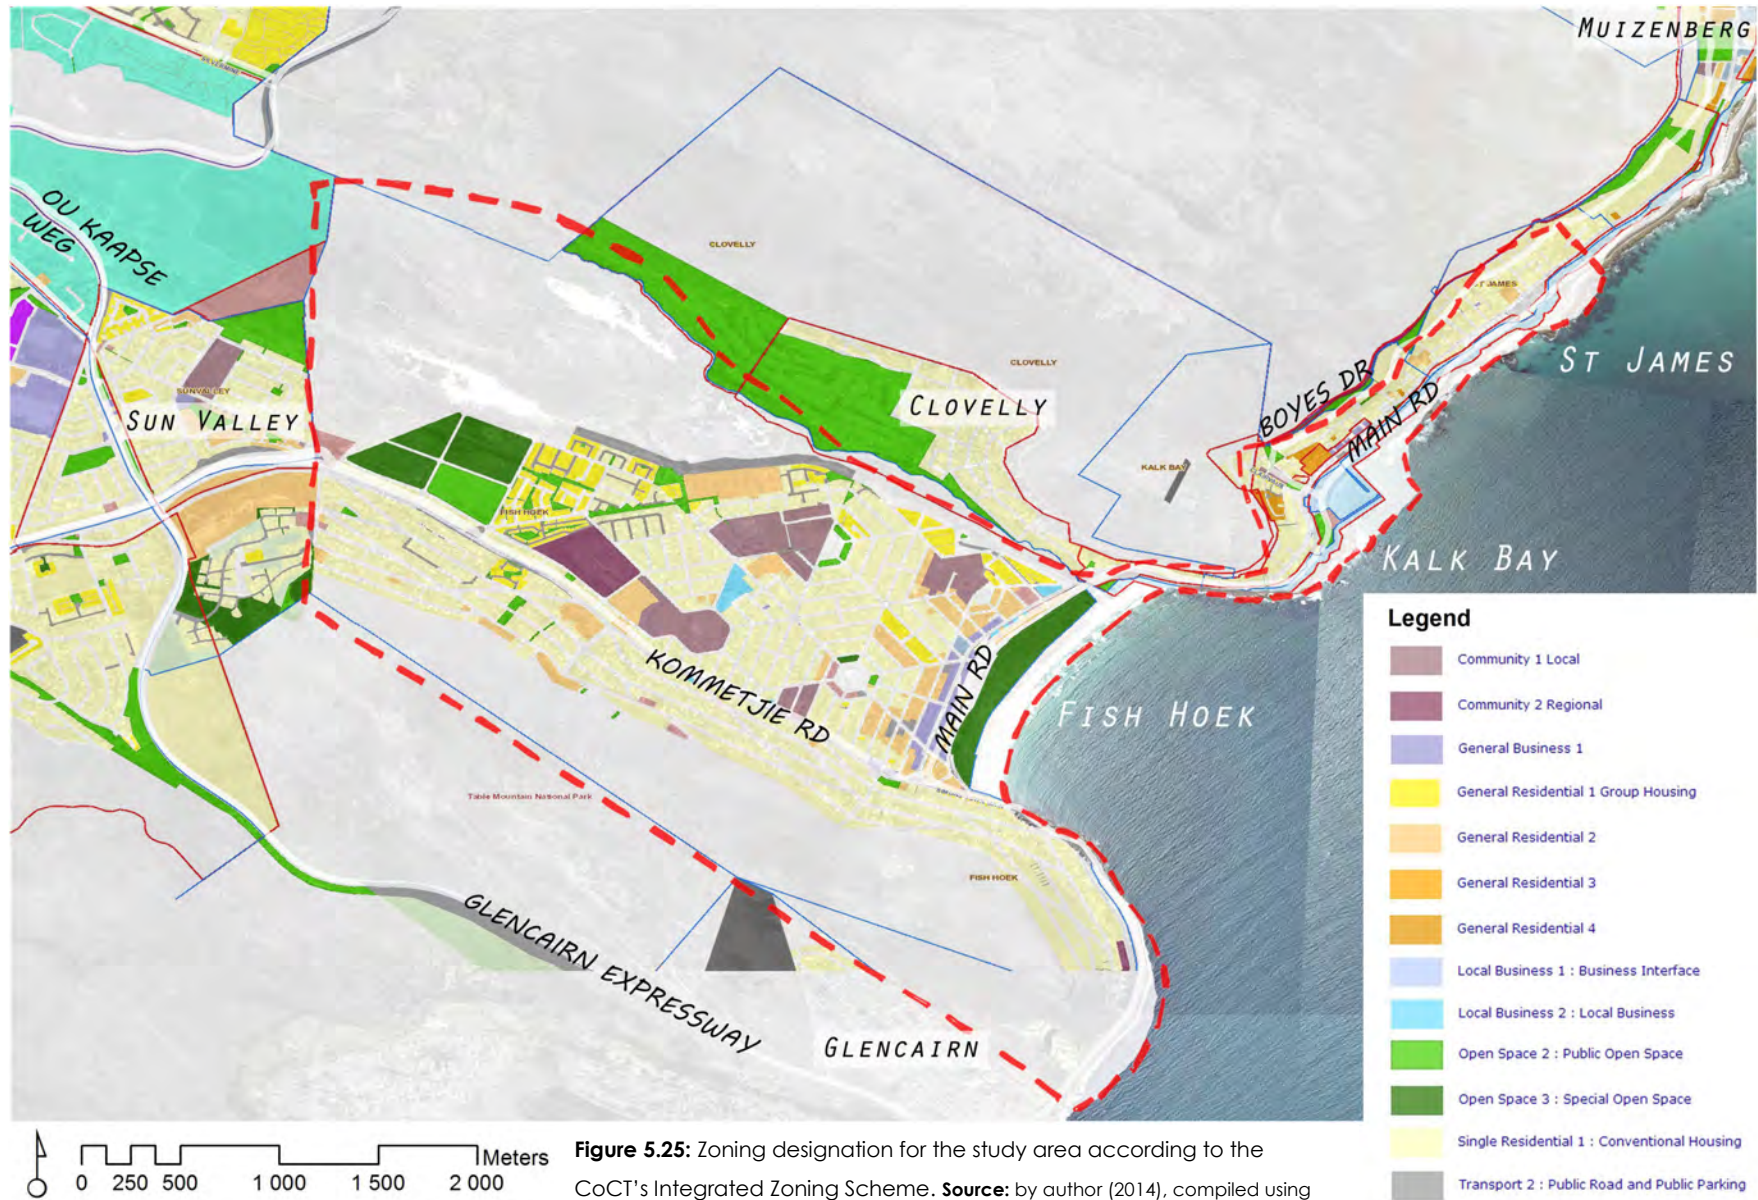 MUIZENBERG
SILVERMINE
OU KAAPSE
WEG
CLOVELLY
ST JAMES
CLOVELLY
ST JAMES
SUNVALLEY
SUN VALLEY
CLOVELLY
BOYES DR
MAIN RD
KALK BAY
FISH HOEK
KALK BAY
KOMMETJIE RD
MAIN RD
FISH HOEK
Table Mountain National Park
FISH HOEK
GLENCAIRN EXPRESSWAY
GLENCAIRN
Legend
Community 1 Local
Community 2 Regional
General Business 1
General Residential 1 Group Housing
General Residential 2
General Residential 3
General Residential 4
Local Business 1 : Business Interface
Local Business 2 : Local Business
Open Space 2 : Public Open Space
Open Space 3 : Special Open Space
Single Residential 1 : Conventional Housing
Transport 2 : Public Road and Public Parking
Meters
0 250 500 1 000 1 500 2 000
Figure 5.25: Zoning designation for the study area according to the
CoCT's Integrated Zoning Scheme. Source: by author (2014), compiled using